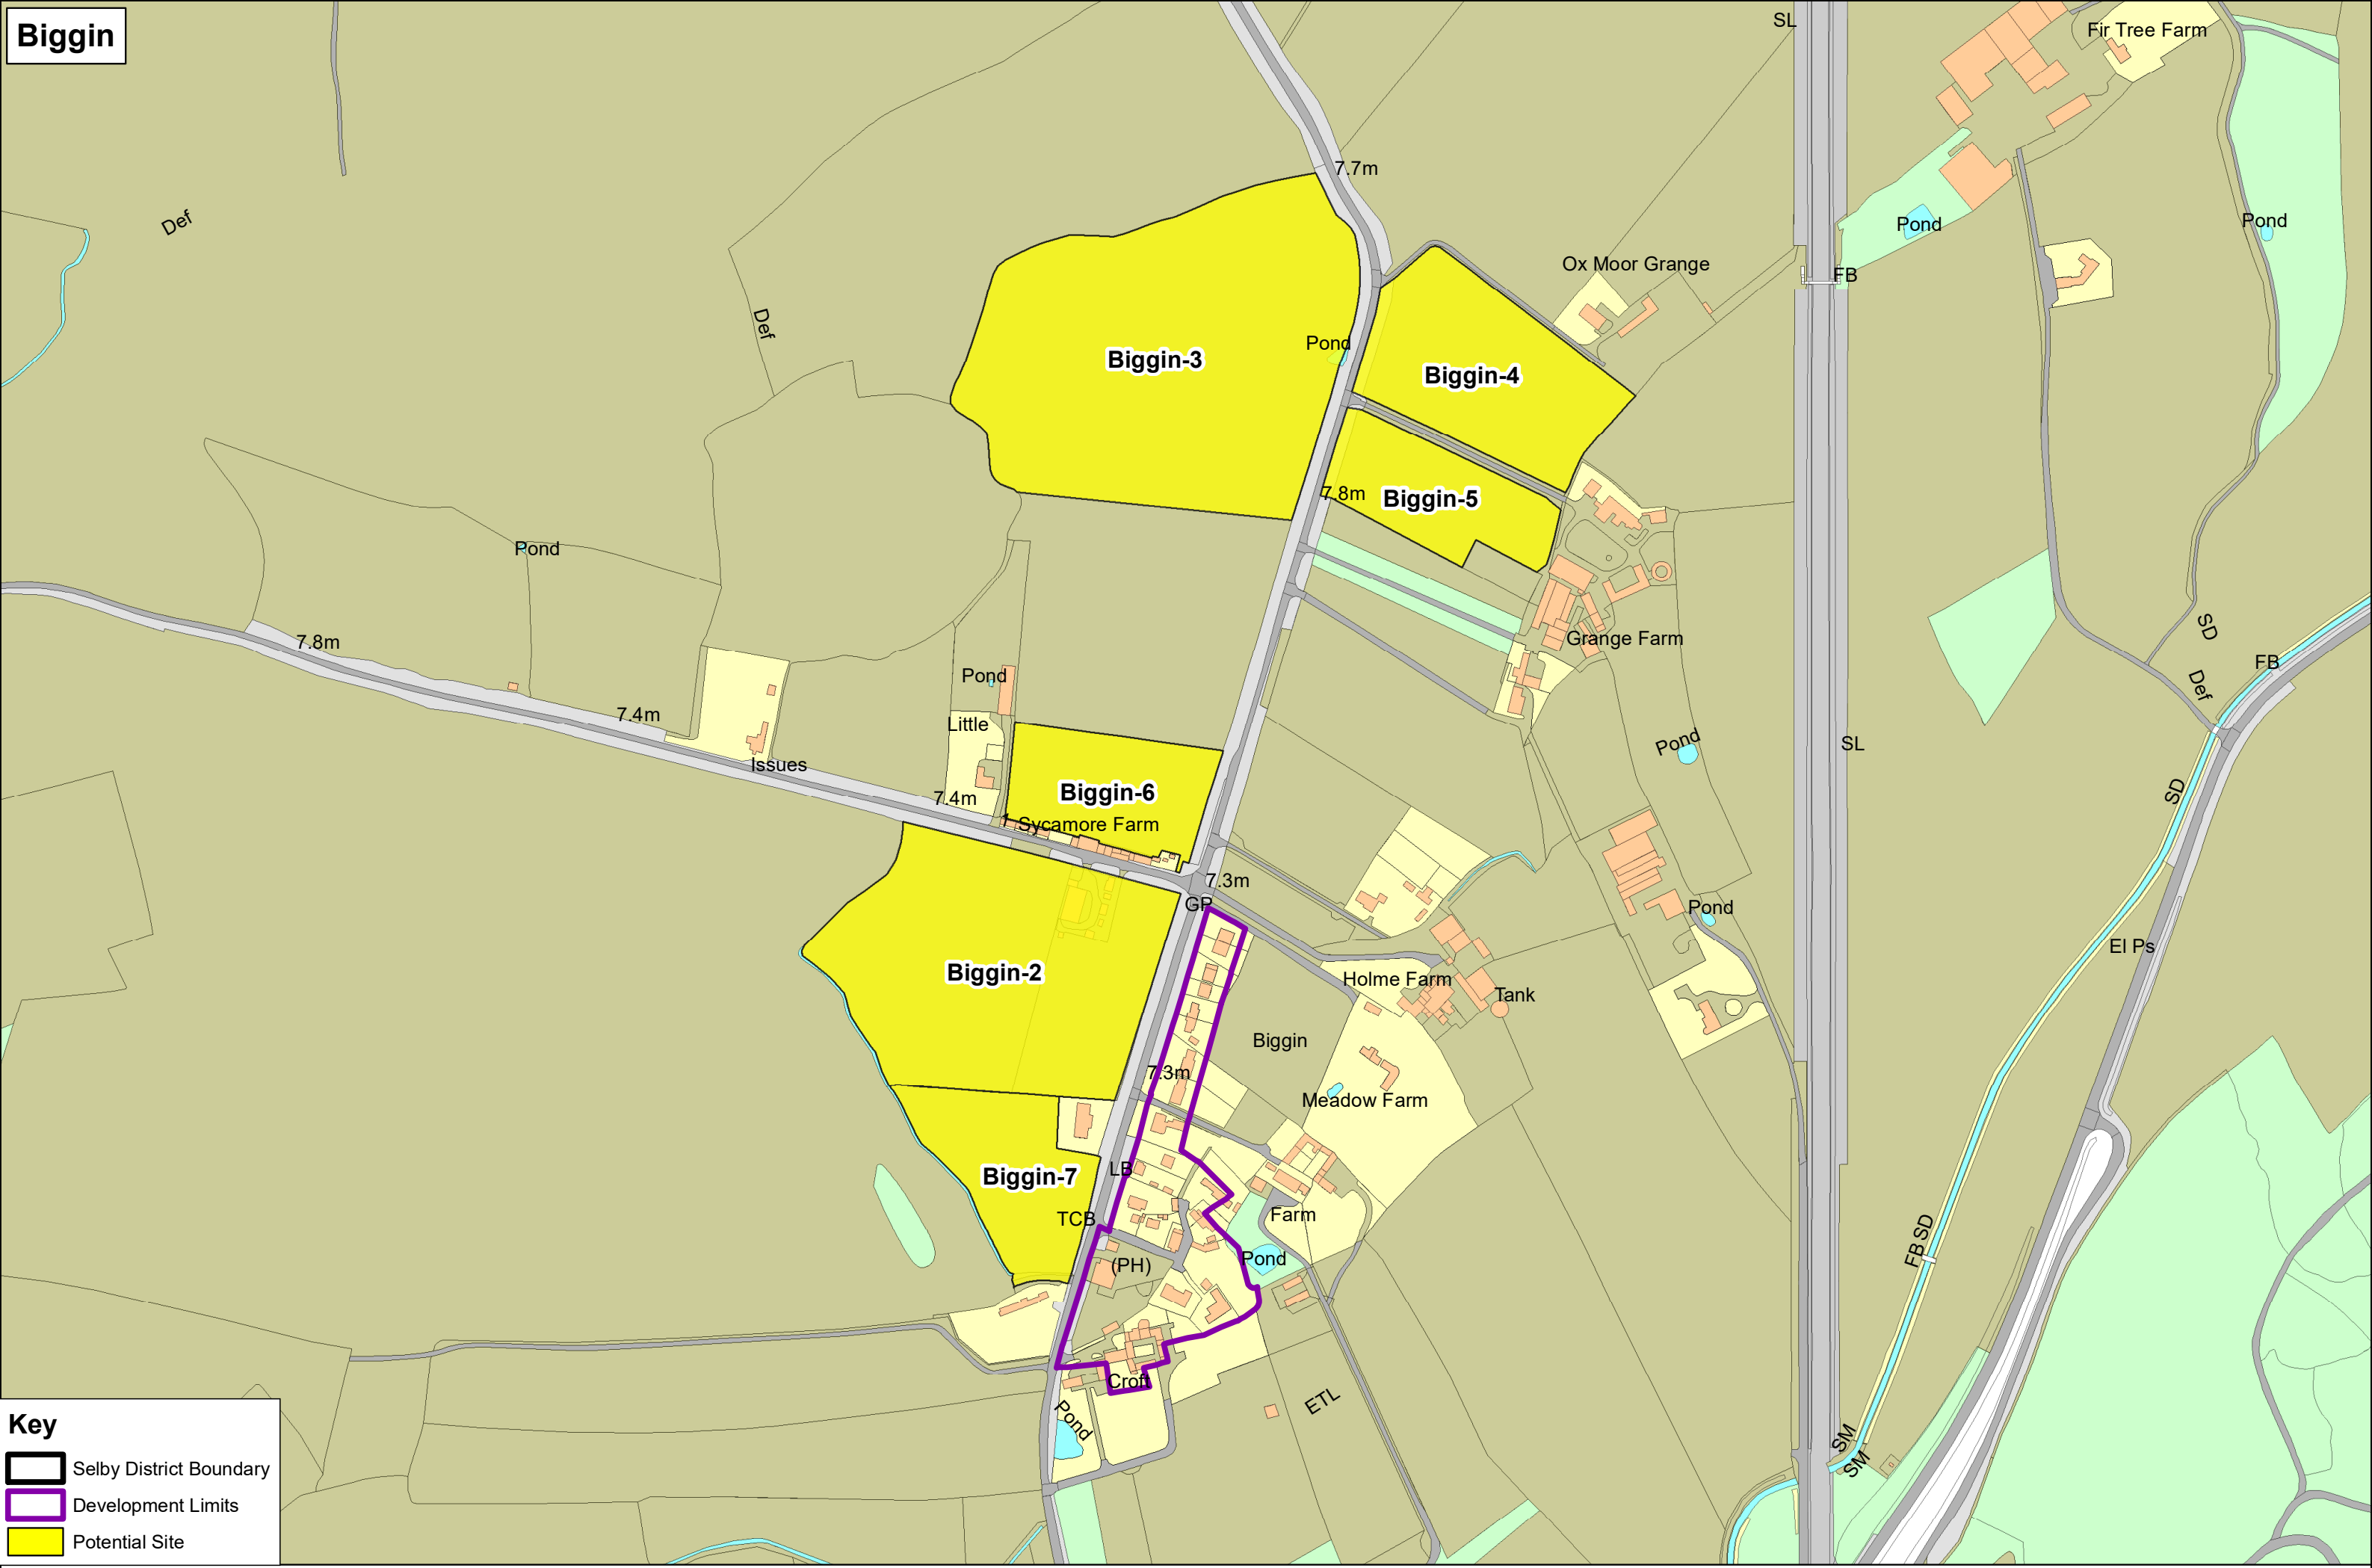 Biggin
SL
Fir Tree Farm
7.7m
Def
Pond
Pond
Ox Moor Grange
FB
Def
Pond
Biggin-3
Biggin-4
7.8m
Biggin-5
Pond
7.8m
Grange Farm
SD
FB
Def
Pond
7.4m
Little
Pond
SL
Issues
Biggin-6
SD
7.4m
1
Sycamore Farm
7.3m
GP
Pond
El Ps
Biggin-2
Holme Farm
Tank
Biggin
7.3m
Meadow Farm
LB
Biggin-7
TCB
Farm
SD
FB
(PH)
Pond
Croft
ETL
Pond
SM
SM
Key
Selby District Boundary
Development Limits
Potential Site